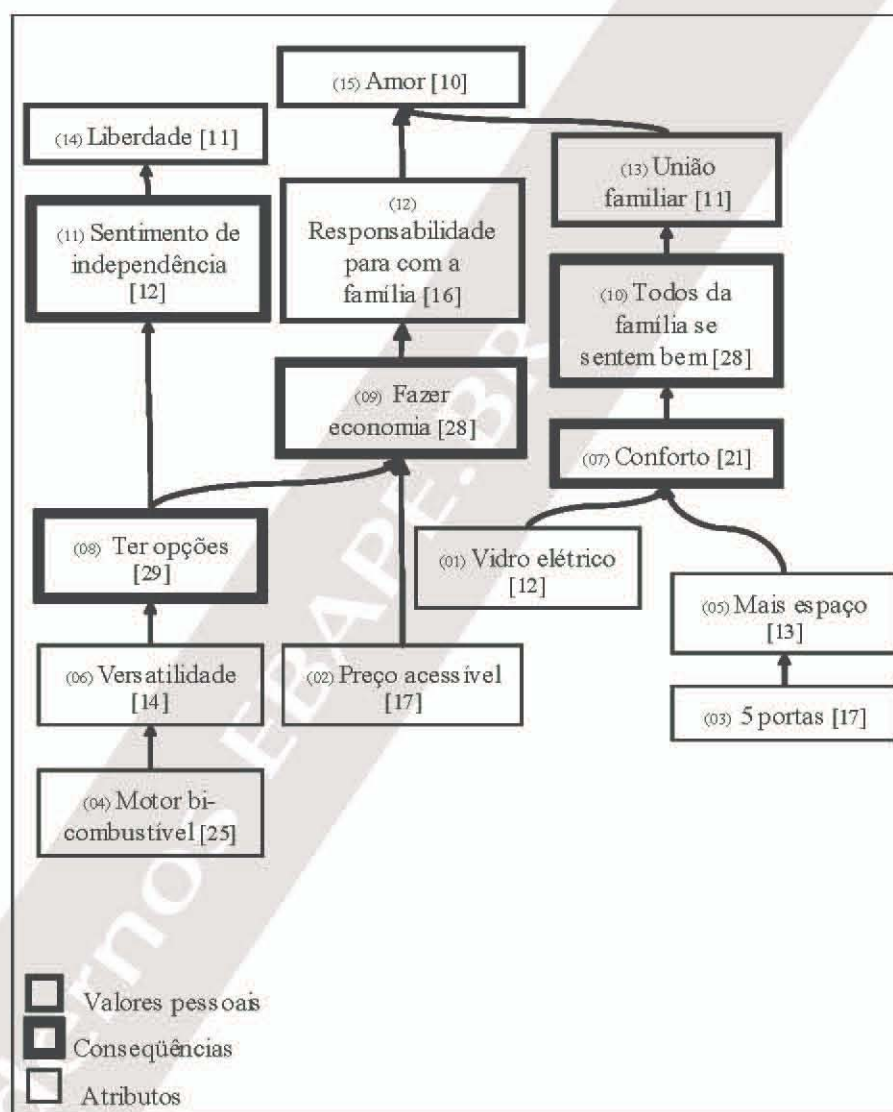 (15) Amor [10]
(14) Liberdade [11]
(13) União
familiar [11]
(12)
Responsabilidade
para com a
família [16]
(11) Sentimento de
independência
[12]
(10) Todos da
família se
sentem bem [28]
(09) Fazer
economia [28]
(07) Conforto [21]
(08) Ter opções
[29]
(01) Vidro elétrico
[12]
(05) Mais espaço
[13]
(06) Versatilidade
[14]
(02) Preço acessível
[17]
(03) 5 portas [17]
(04) Motor bi-
combustível [25]
Valores pessoais
Conseqüências
Atributos
ernos EBAPE.BR